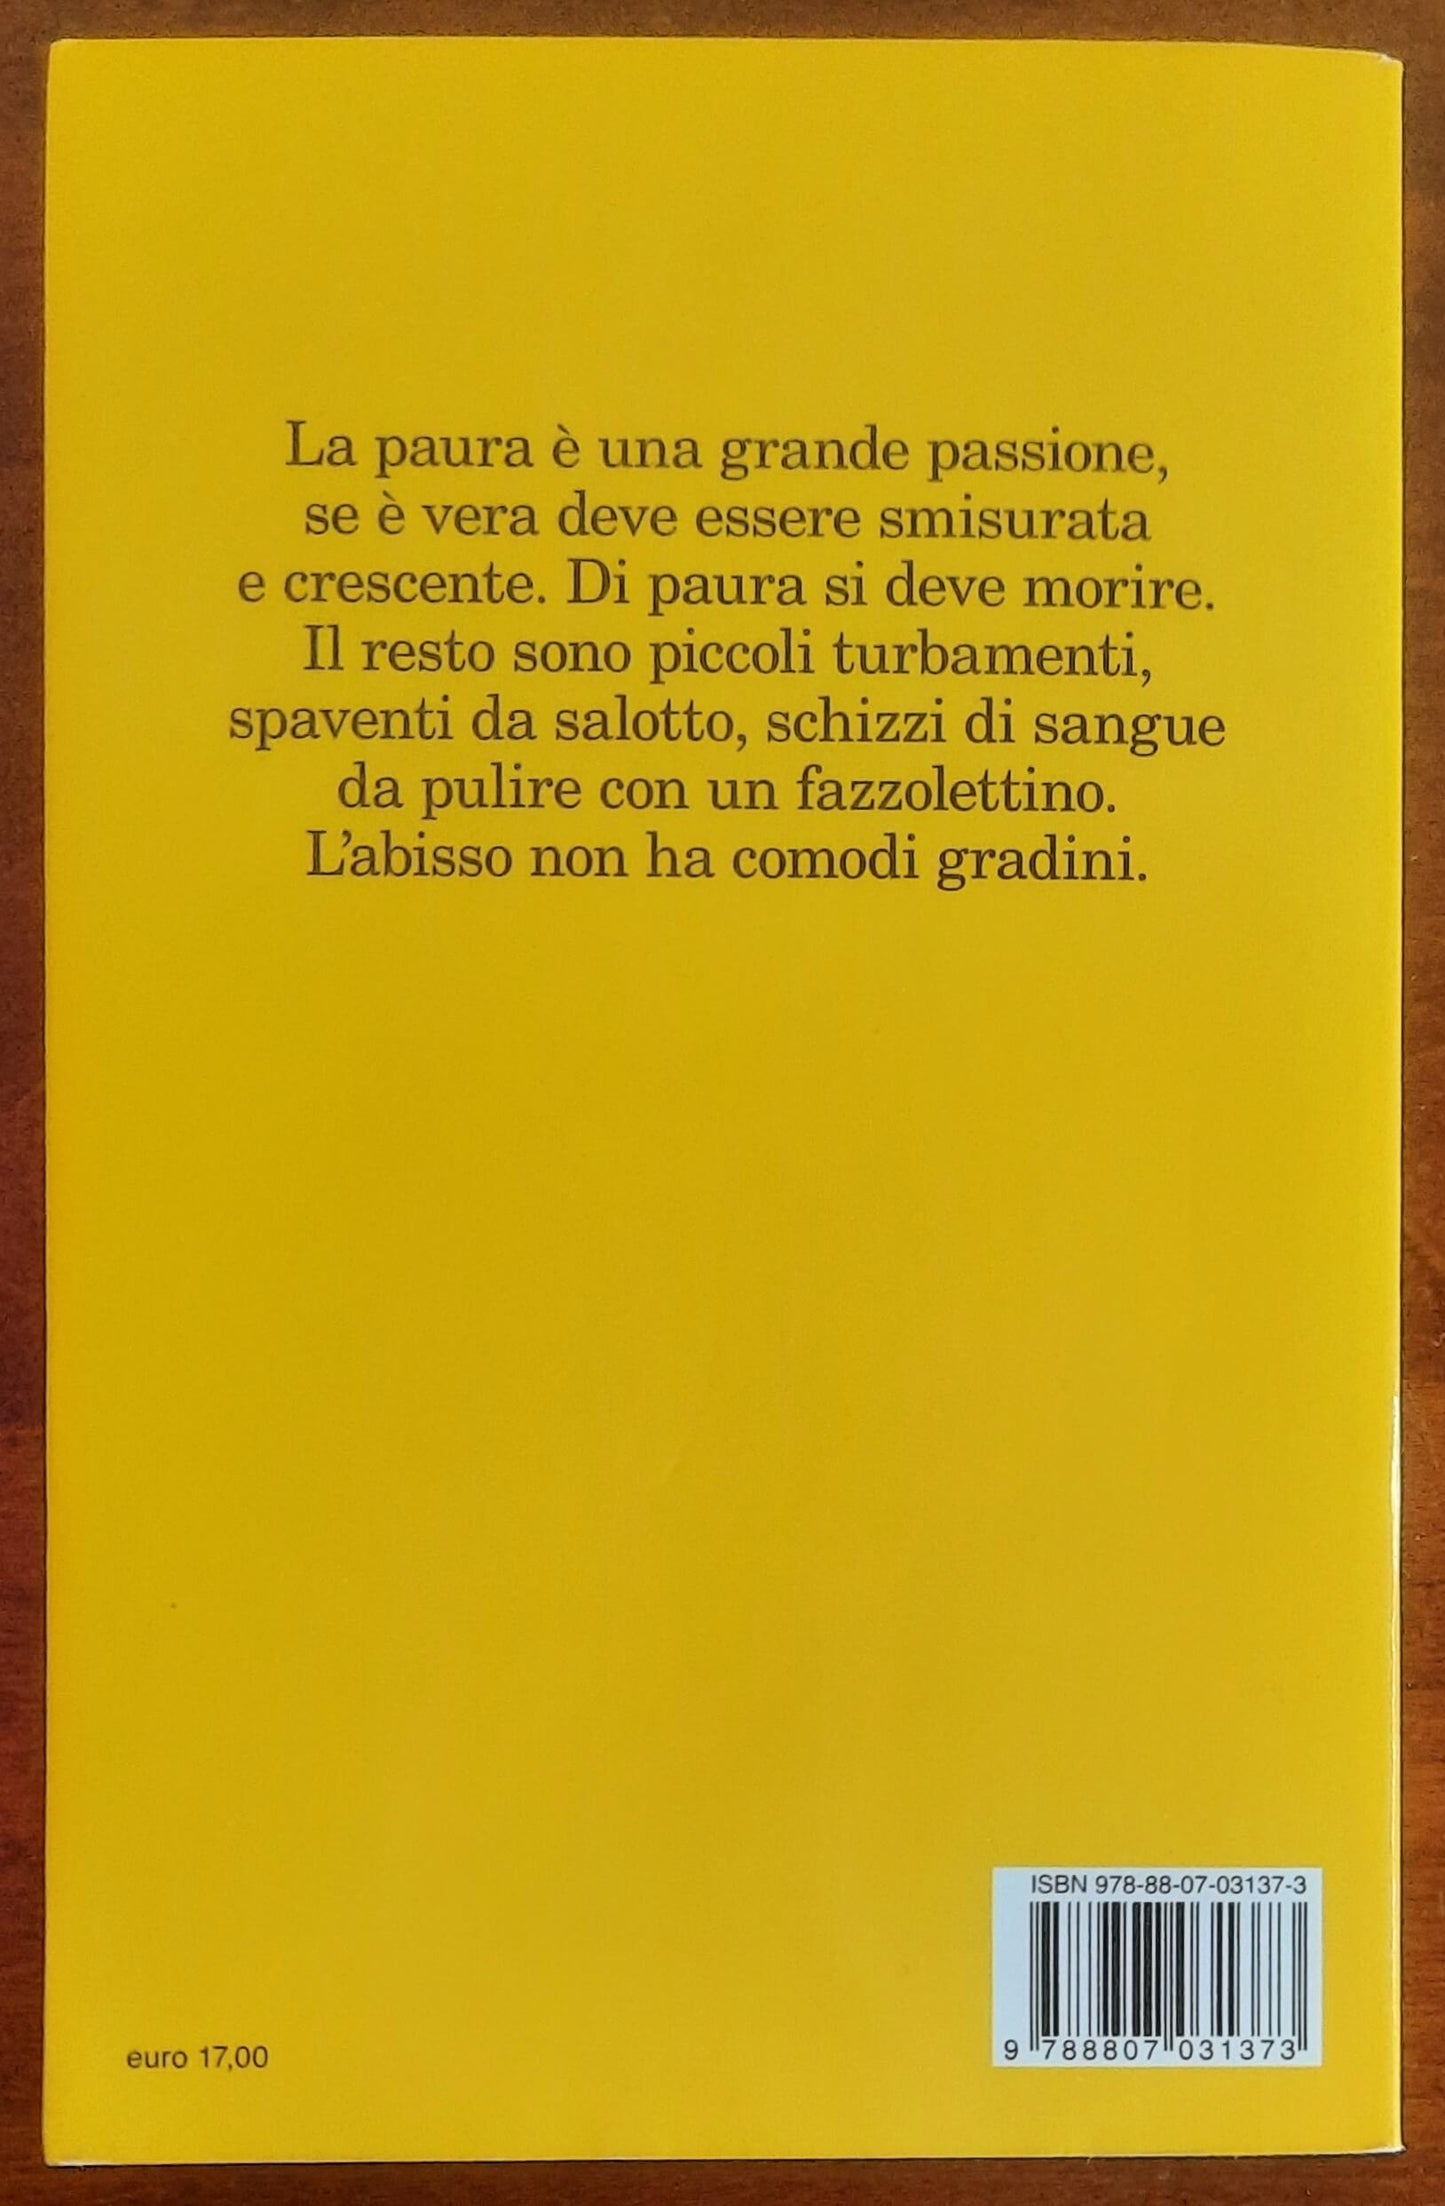 La paura è una grande passione,
se è vera deve essere smisurata
e crescente. Di paura si deve morire.
Il resto sono piccoli turbamenti,
spaventi da salotto, schizzi di sangue
da pulire con un fazzolettino.
L’abisso non ha comodi gradini.
ISBN 978-88-07-03137-3
9 788807 031373
euro 17,00